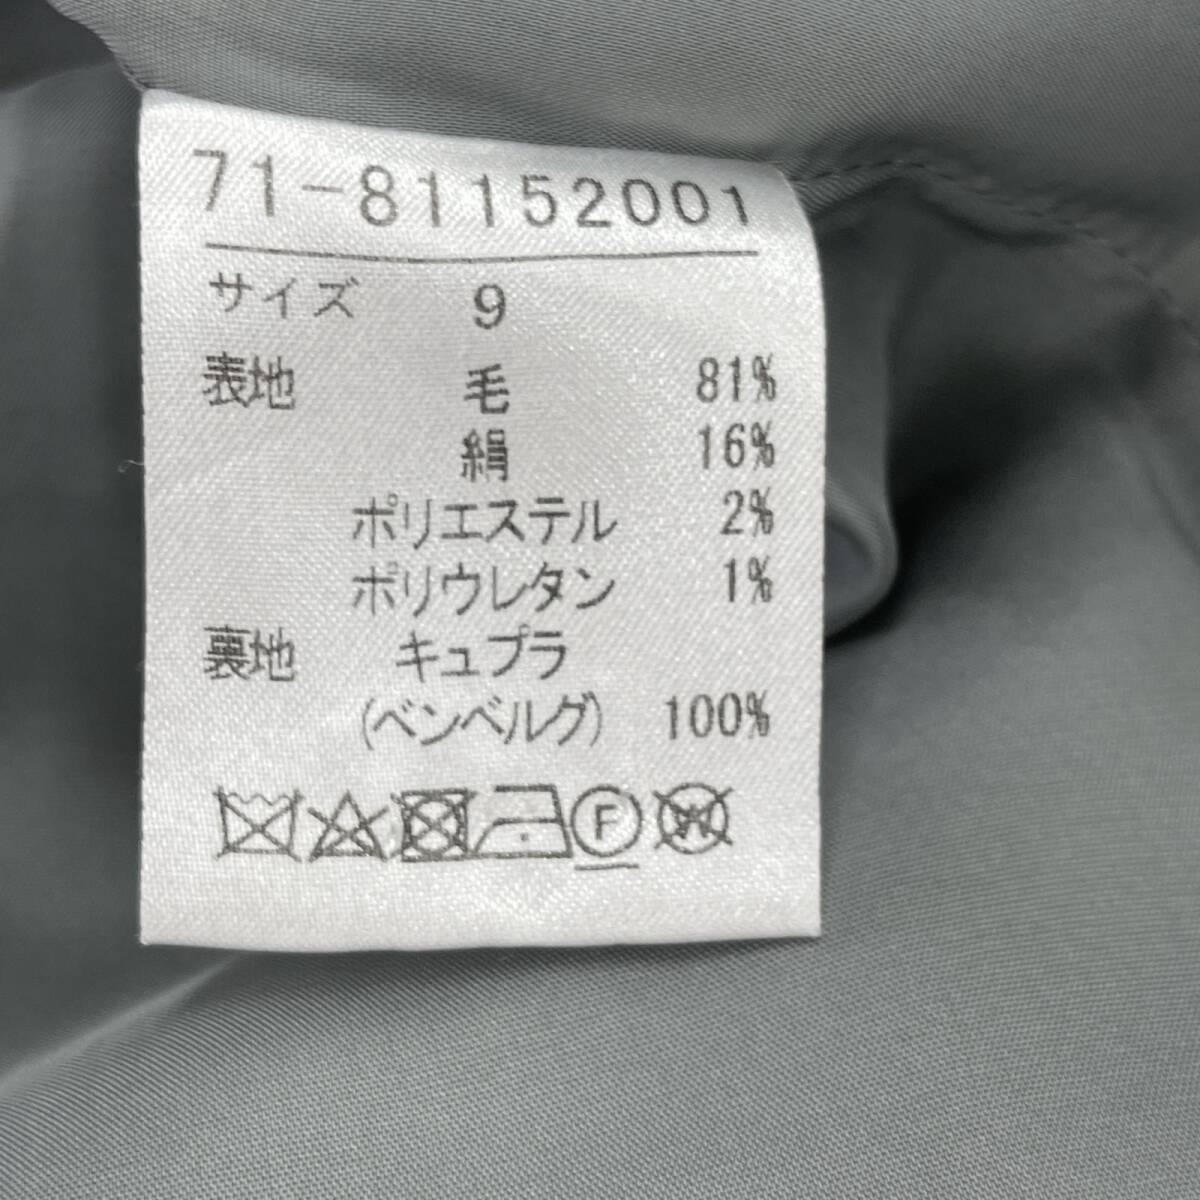 71-81152001
サイズ 9
表地 毛 81%
絹 16%
ポリエステル 2%
ポリウレタン 1%
裏地 キュプラ
(ベンベルグ) 100%
F W